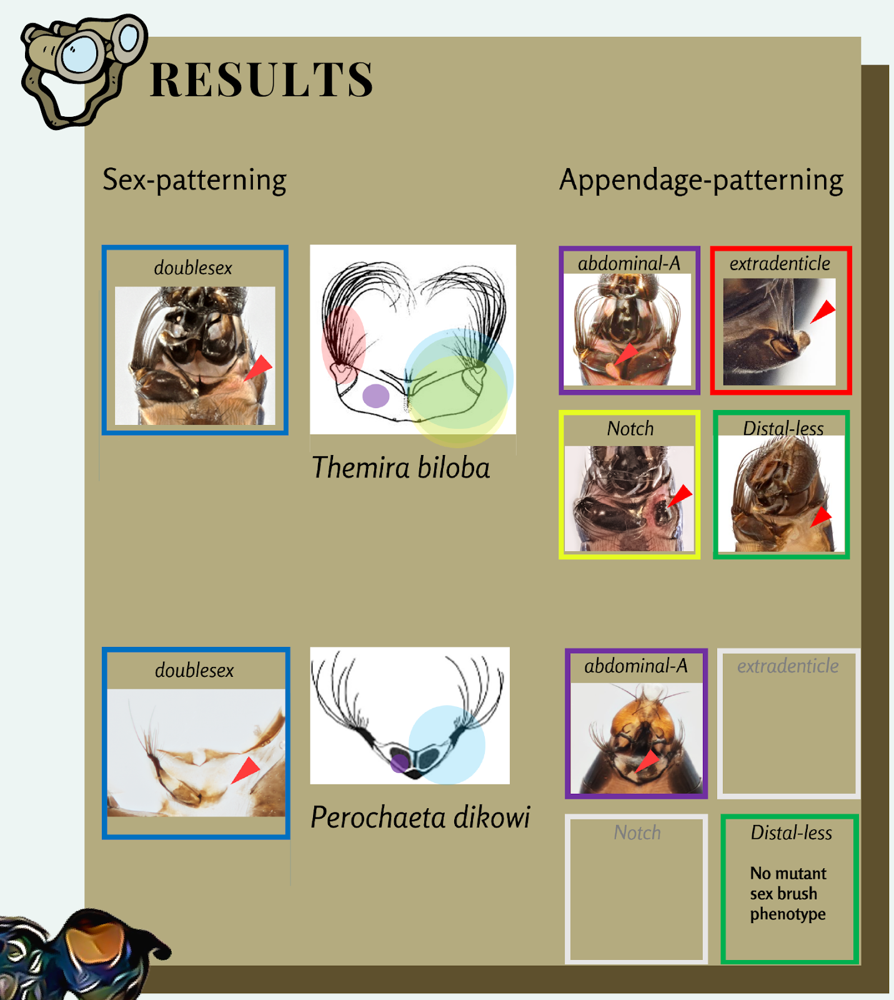 RESULTS
Sex-patterning
Appendage-patterning
doublesex
abdominal-A
extradenticle
Notch
Distal-less
Themira biloba
doublesex
abdominal-A
extradenticle
Perochaeta dikowi
Notch
Distal-less
No mutant
sex brush
phenotype